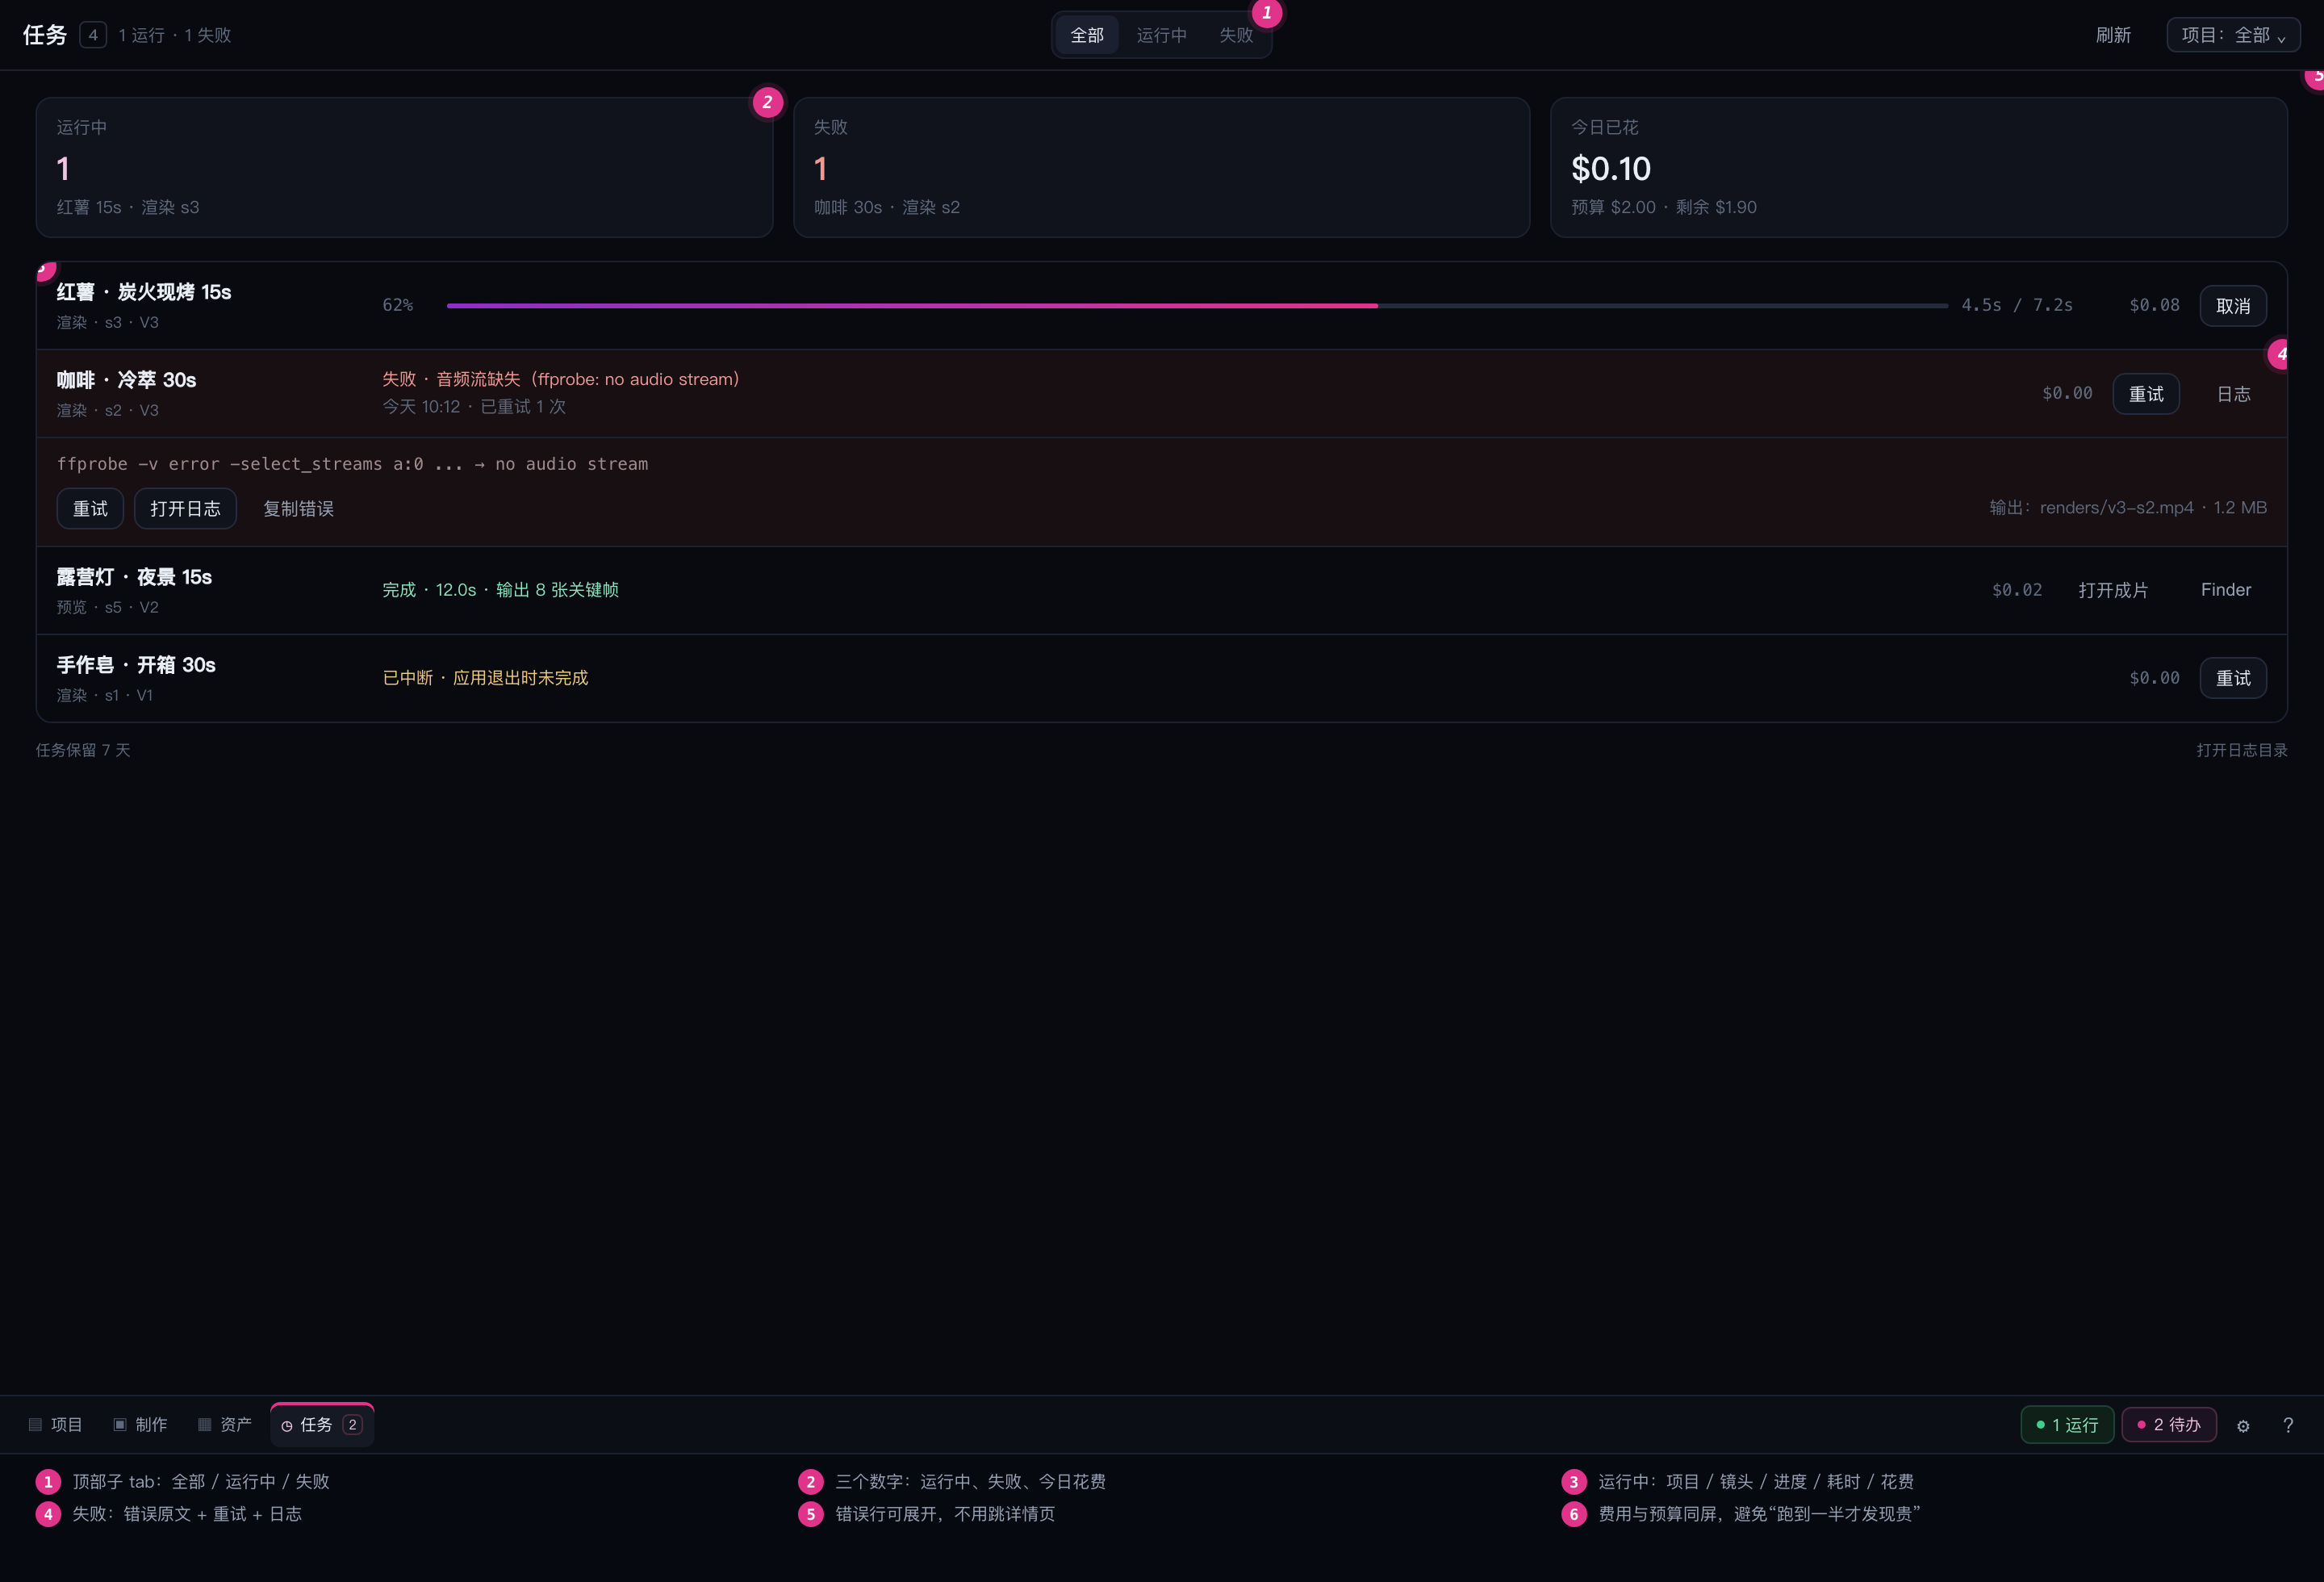 任务 4 1 运行 · 1 失败
全部 运行中 失败 1
刷新 项目：全部
5
运行中 2
1
红薯 15s · 渲染 s3
失败
1
咖啡 30s · 渲染 s2
今日已花
$0.10
预算 $2.00 · 剩余 $1.90
红薯 · 炭火现烤 15s
渲染 · s3 · V3
62% 4.5s / 7.2s $0.08 取消
4
咖啡 · 冷萃 30s
渲染 · s2 · V3
失败 · 音频流缺失（ffprobe: no audio stream）
今天 10:12 · 已重试 1 次
$0.00 重试 日志
ffprobe -v error -select_streams a:0 ... → no audio stream
重试 打开日志 复制错误 输出：renders/v3-s2.mp4 · 1.2 MB
露营灯 · 夜景 15s
预览 · s5 · V2
完成 · 12.0s · 输出 8 张关键帧
$0.02 打开成片 Finder
手作皂 · 开箱 30s
渲染 · s1 · V1
已中断 · 应用退出时未完成
$0.00 重试
任务保留 7 天 打开日志目录
项目 制作 资产 任务 2 1 运行 2 待办 ?
1 顶部子 tab：全部 / 运行中 / 失败
2 三个数字：运行中、失败、今日花费
3 运行中：项目 / 镜头 / 进度 / 耗时 / 花费
4 失败：错误原文 + 重试 + 日志
5 错误行可展开，不用跳详情页
6 费用与预算同屏，避免“跑到一半才发现贵”